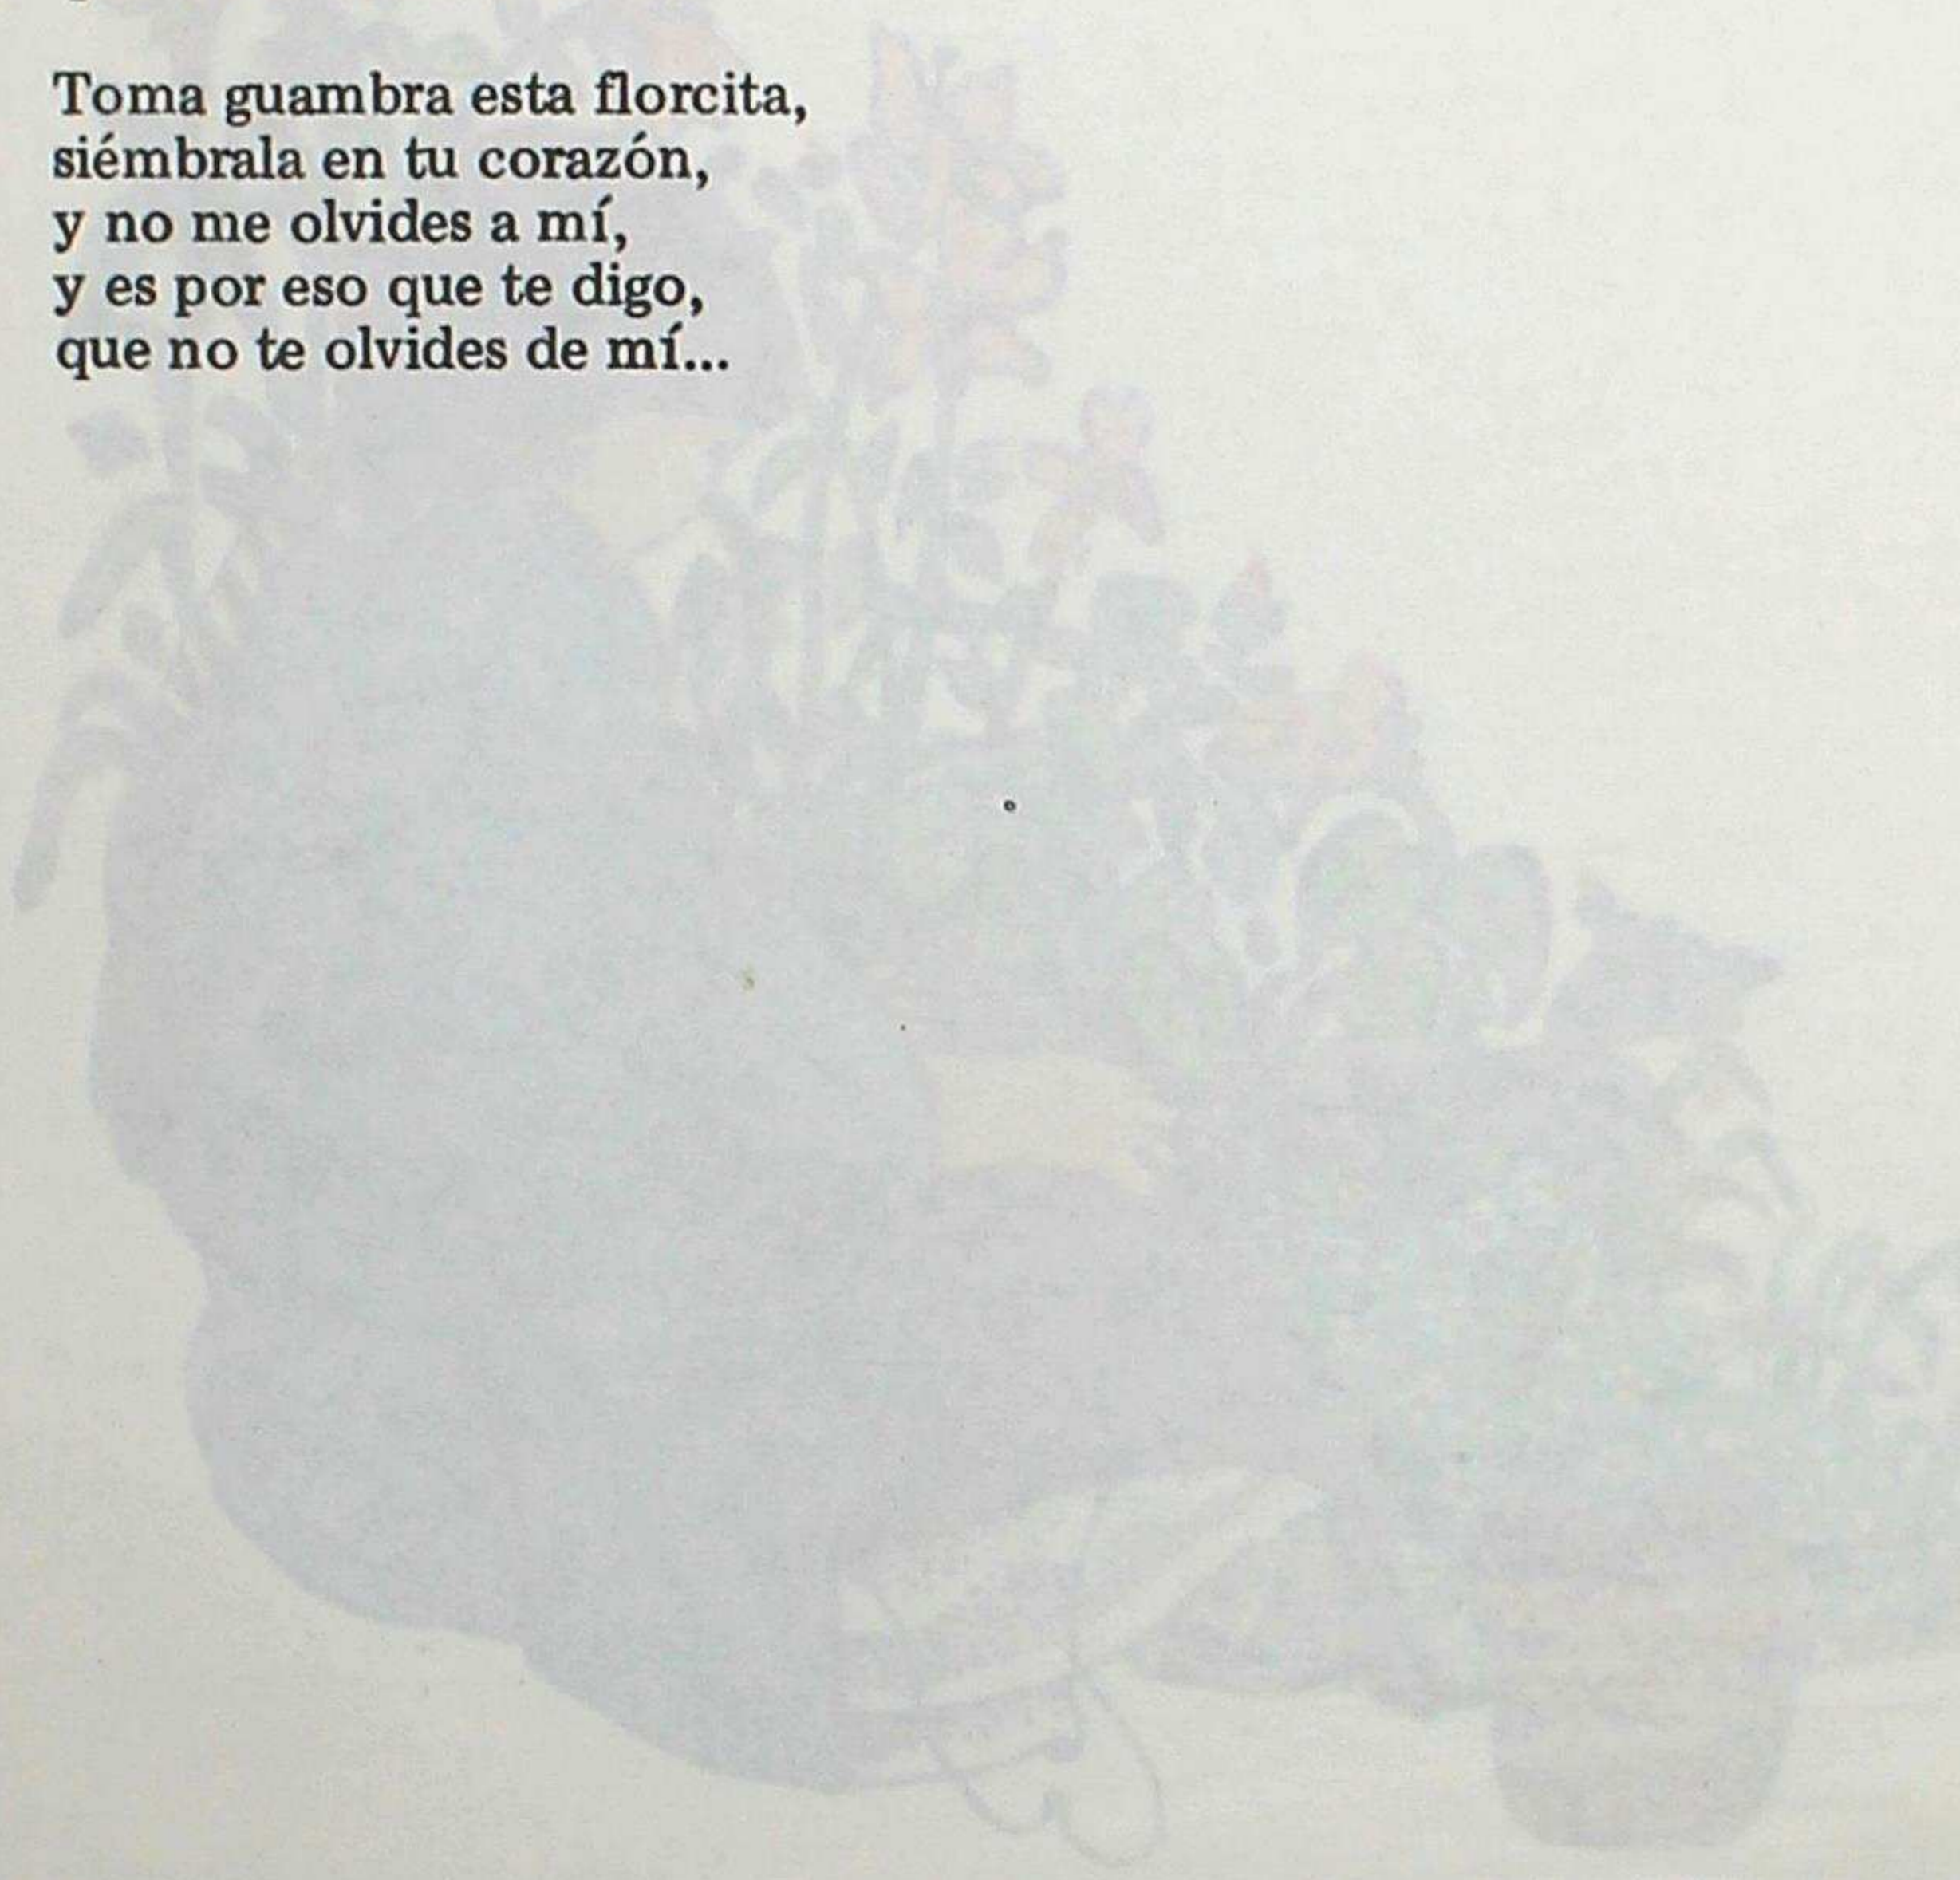 Toma guambra esta florcita,
siémbrala en tu corazón,
y no me olvides a mí,
y es por eso que te digo,
que no te olvides de mí...